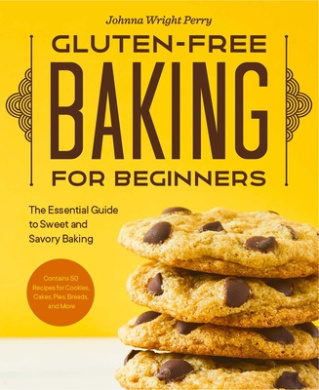 Johnna Wright Perry
GLUTEN-FREE
BAKING
FOR BEGINNERS
The Essential Guide
to Sweet and
Savory Baking
Contains 50
Recipes for Cookies,
Cakes, Pies, Breads,
and More